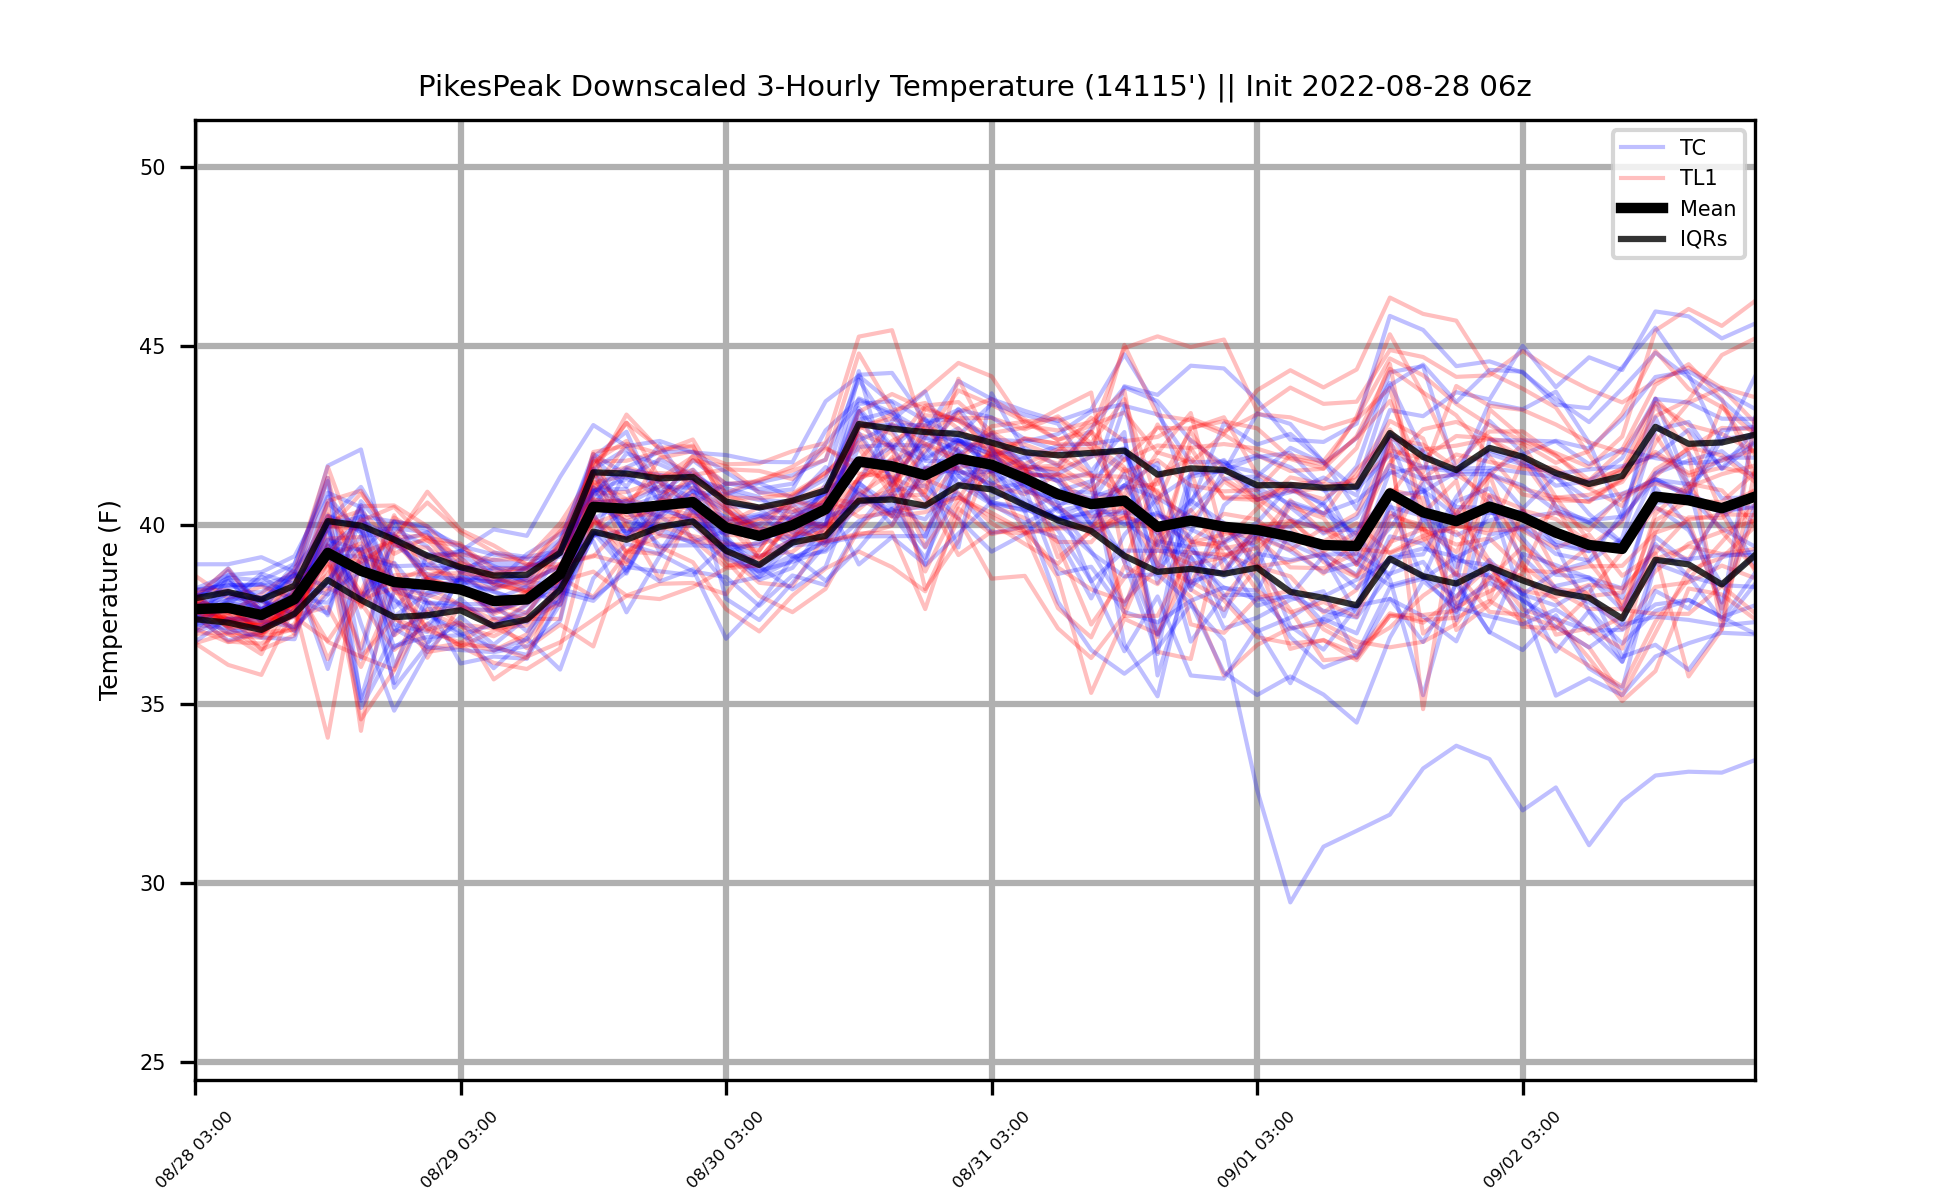 PikesPeak Downscaled 3-Hourly Temperature (14115') || Init 2022-08-28 06z
TC
TL1
Mean
IQRs
Temperature (F)
50
45
40
35
30
25
08/28 03:00
08/29 03:00
08/30 03:00
08/31 03:00
09/01 03:00
09/02 03:00